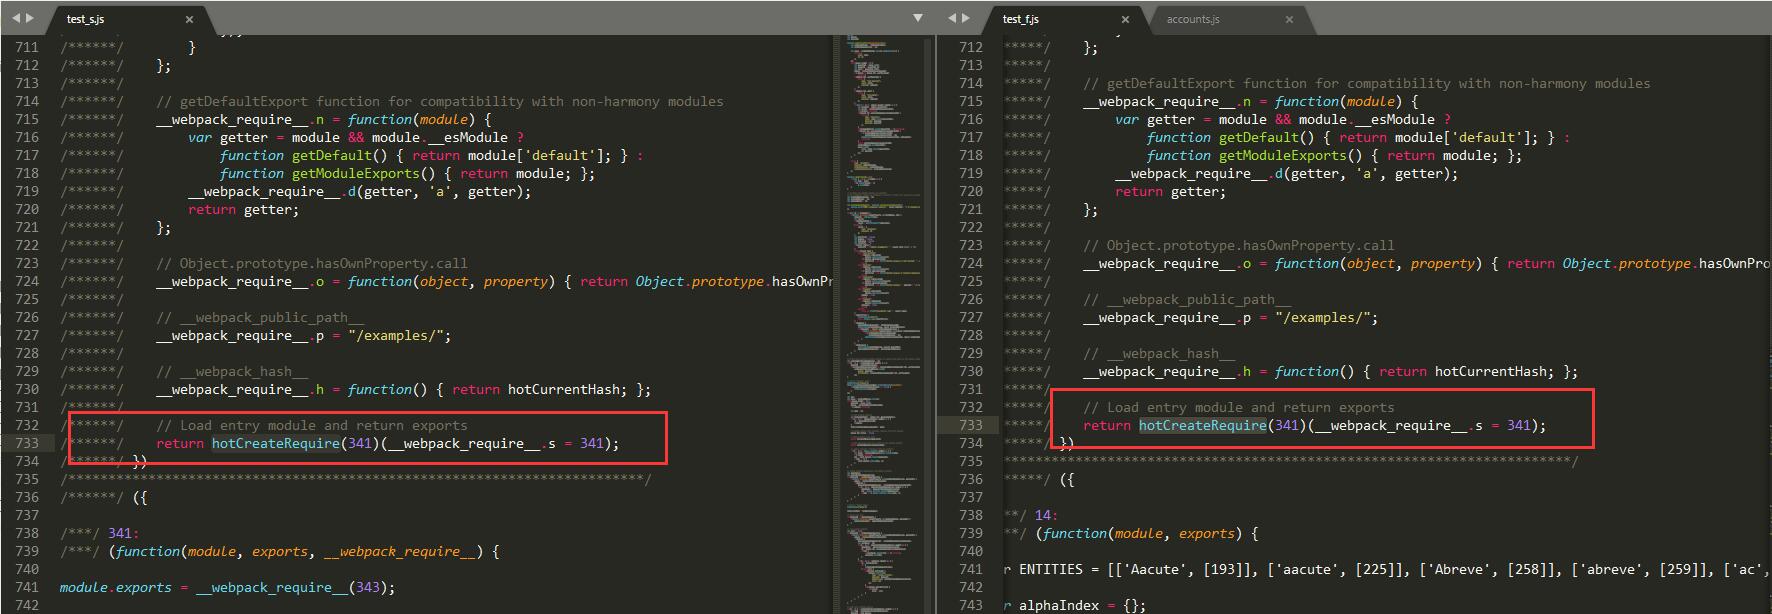 test_s.js ×
711 /******/ }
712 /******/ };
713 /******/
714 /******/ // getDefaultExport function for compatibility with non-harmony modules
715 /******/ __webpack_require__.n = function(module) {
716 /******/ var getter = module && module.__esModule ?
717 /******/ function getDefault() { return module['default']; } :
718 /******/ function getModuleExports() { return module; };
719 /******/ __webpack_require__.d(getter, 'a', getter);
720 /******/ return getter;
721 /******/ };
722 /******/
723 /******/ // Object.prototype.hasOwnProperty.call
724 /******/ __webpack_require__.o = function(object, property) { return Object.prototype.hasOwnPr
725 /******/
726 /******/ // __webpack_public_path__
727 /******/ __webpack_require__.p = "/examples/";
728 /******/
729 /******/ // __webpack_hash__
730 /******/ __webpack_require__.h = function() { return hotCurrentHash; };
731 /******/
732 /******/ // Load entry module and return exports
733 /******/ return hotCreateRequire(341)(__webpack_require__.s = 341);
734 /******/ })
735 /************************************************************************/
736 /******/ ({
737
738 /***/ 341:
739 /***/ (function(module, exports, __webpack_require__) {
740
741 module.exports = __webpack_require__(343);
742
test_f.js × accounts.js ×
712 *****/ };
713 *****/
714 *****/ // getDefaultExport function for compatibility with non-harmony modules
715 *****/ __webpack_require__.n = function(module) {
716 *****/ var getter = module && module.__esModule ?
717 *****/ function getDefault() { return module['default']; } :
718 *****/ function getModuleExports() { return module; };
719 *****/ __webpack_require__.d(getter, 'a', getter);
720 *****/ return getter;
721 *****/ };
722 *****/
723 *****/ // Object.prototype.hasOwnProperty.call
724 *****/ __webpack_require__.o = function(object, property) { return Object.prototype.hasOwnPro
725 *****/
726 *****/ // __webpack_public_path__
727 *****/ __webpack_require__.p = "/examples/";
728 *****/
729 *****/ // __webpack_hash__
730 *****/ __webpack_require__.h = function() { return hotCurrentHash; };
731 *****/
732 *****/ // Load entry module and return exports
733 *****/ return hotCreateRequire(341)(__webpack_require__.s = 341);
734 *****/ })
735 ***********************************************************************/
736 *****/ ({
737
738 **/ 14:
739 **/ (function(module, exports) {
740
741 r ENTITIES = [['Aacute', [193]], ['aacute', [225]], ['Abreve', [258]], ['abreve', [259]], ['ac',
742
743 r alphaIndex = {};